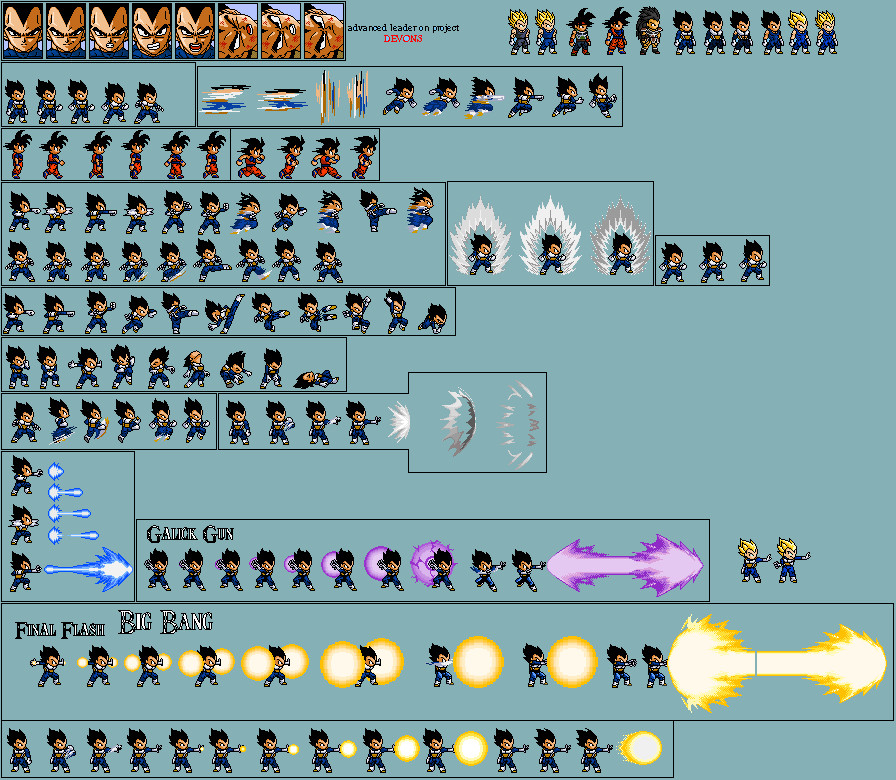 advanced leader on project
DEVONS
Galick Gun
Final Flash
Big Bang